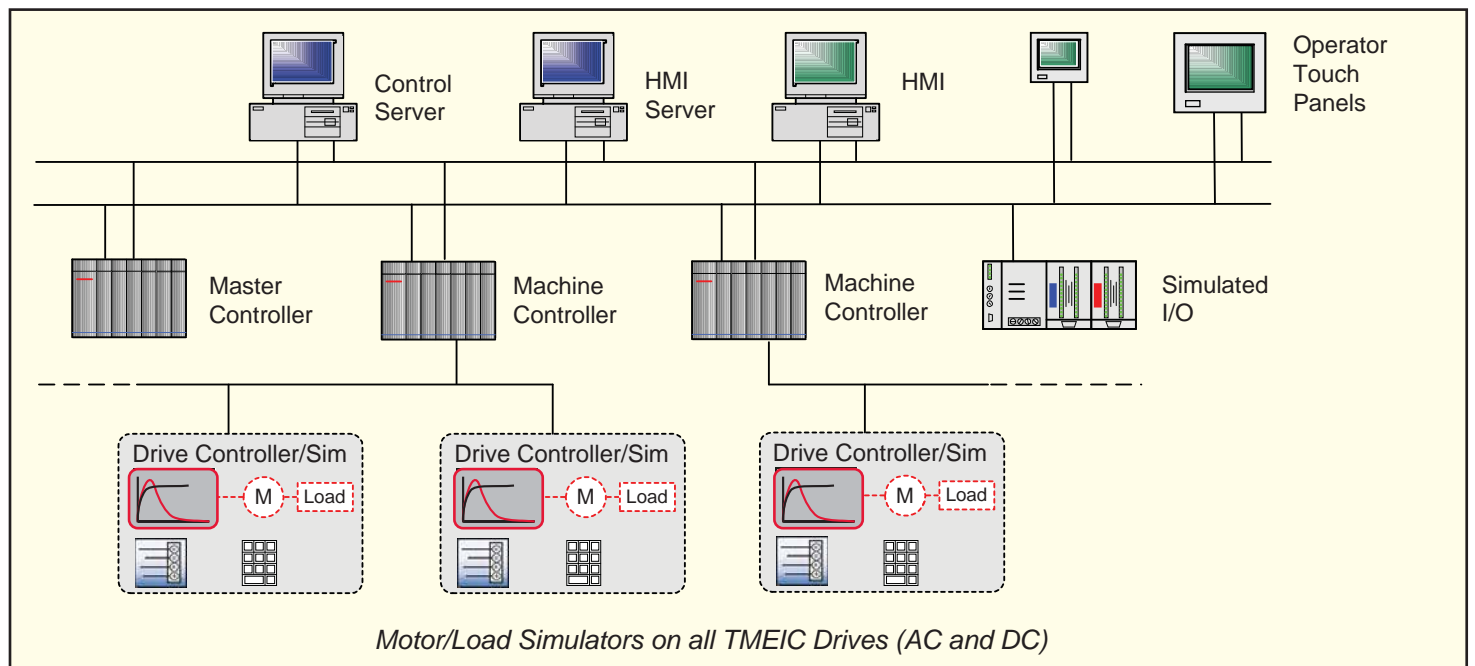 Control
Server
HMI
Server
HMI
Operator
Touch
Panels
Master
Controller
Machine
Controller
Machine
Controller
Simulated
I/O
Drive Controller/Sim
M
Load
Drive Controller/Sim
M
Load
Drive Controller/Sim
M
Load
Motor/Load Simulators on all TMEIC Drives (AC and DC)